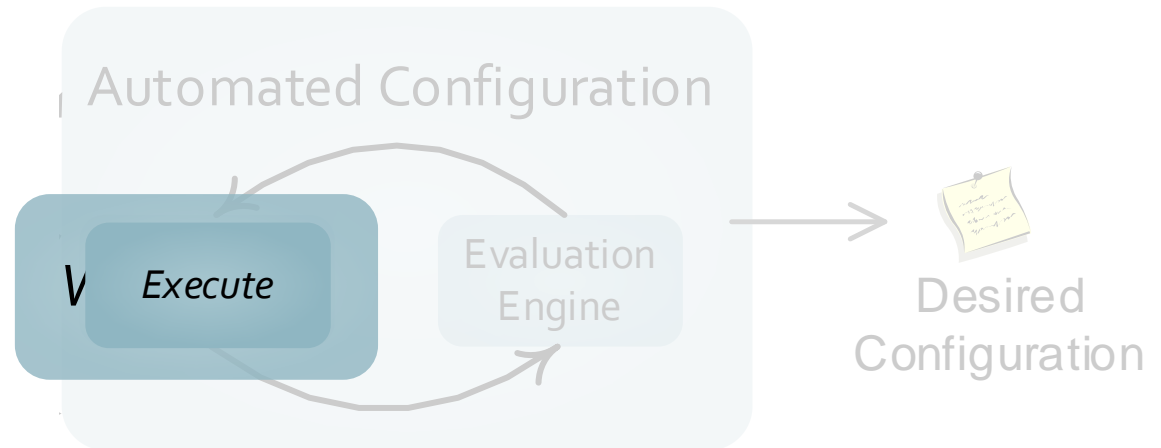 Automated Configuration
Execute
Evaluation
Engine
Desired
Configuration